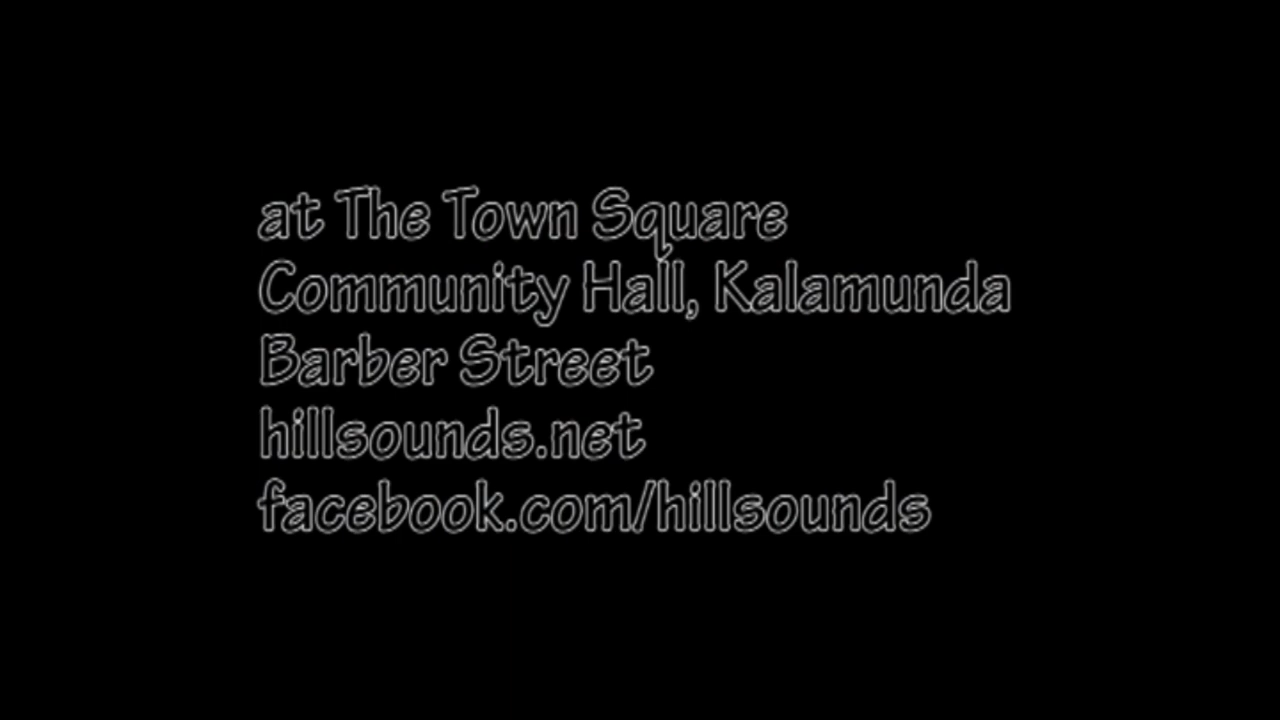 at The Town Square
Community Hall, Kalamunda
Barber Street
hillsounds.net
facebook.com/hillsounds